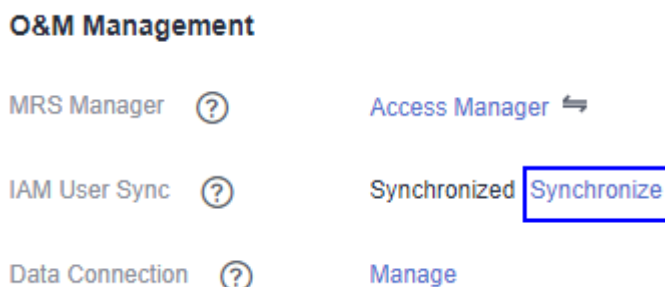 O&M Management
MRS Manager ? Access Manager ⇋
IAM User Sync ? Synchronized Synchronize
Data Connection ? Manage